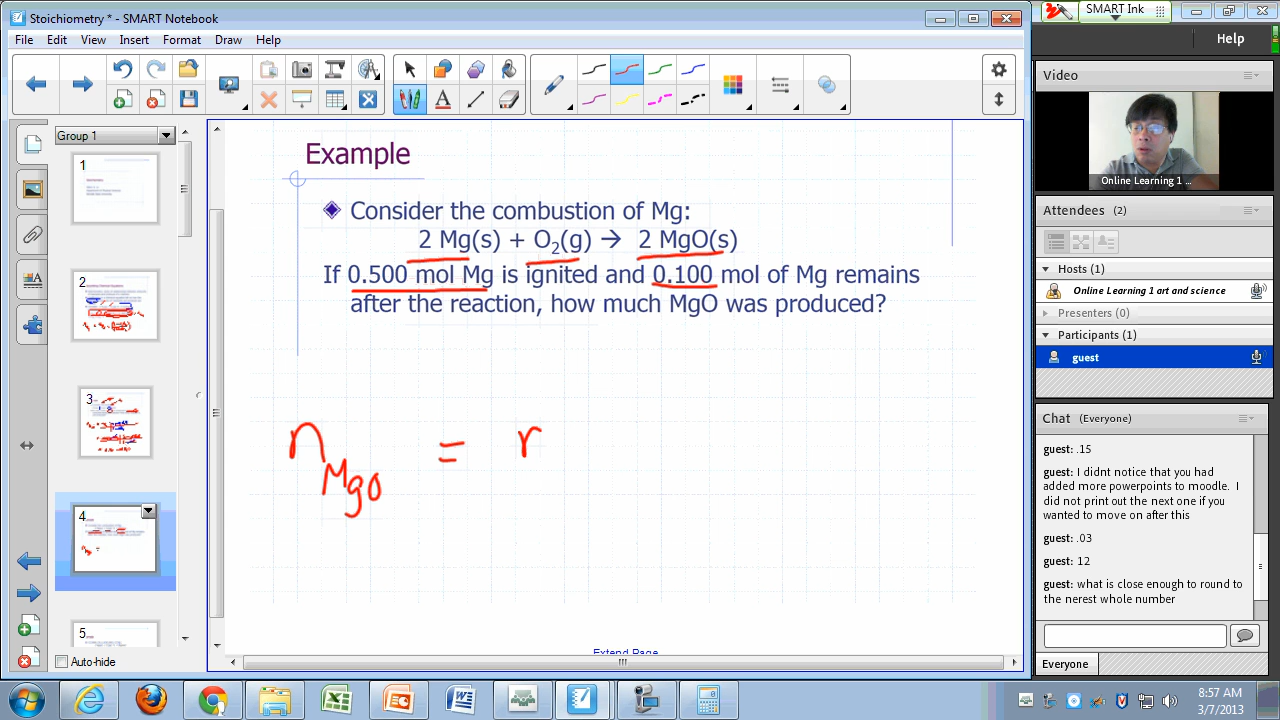 Stoichiometry * - SMART Notebook
SMART Ink
File Edit View Insert Format Draw Help
Help
Group 1
1
2
3
4
5
Auto-hide
Example
Consider the combustion of Mg:
2 Mg(s) + O2(g) → 2 MgO(s)
If 0.500 mol Mg is ignited and 0.100 mol of Mg remains
after the reaction, how much MgO was produced?
n MgO = r
Extend Page
Video
Online Learning 1 ...
Attendees (2)
Hosts (1)
Online Learning 1 art and science
Presenters (0)
Participants (1)
guest
Chat (Everyone)
guest: .15
guest: I didnt notice that you had
added more powerpoints to moodle. I
did not print out the next one if you
wanted to move on after this
guest: .03
guest: 12
guest: what is close enough to round to
the nerest whole number
Everyone
8:57 AM
3/7/2013